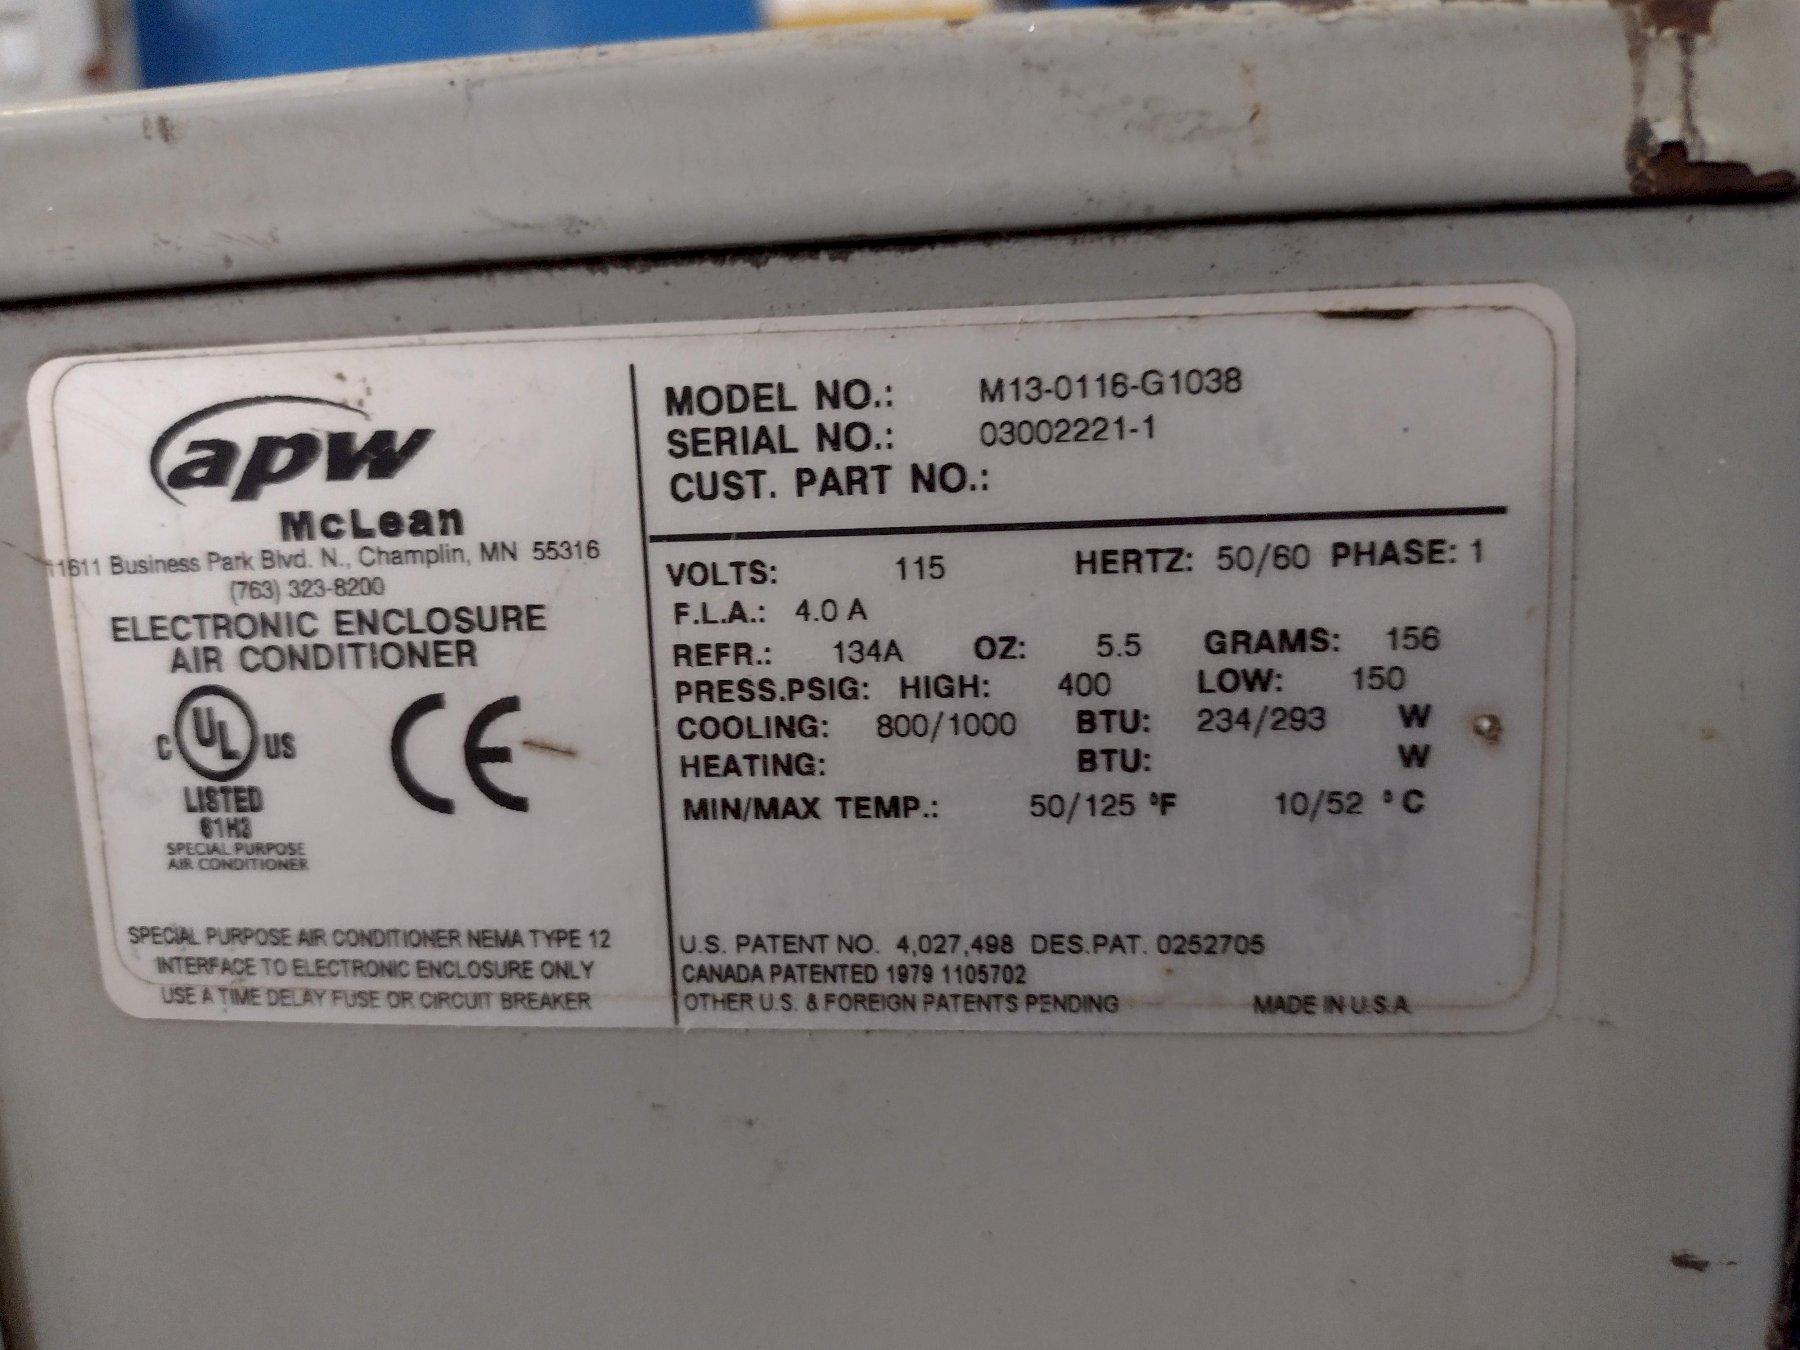 apw
McLean
11611 Business Park Blvd. N., Champlin, MN 55316
(763) 323-8200
ELECTRONIC ENCLOSURE
AIR CONDITIONER
C UL US
CE
LISTED
61H3
SPECIAL PURPOSE
AIR CONDITIONER
SPECIAL PURPOSE AIR CONDITIONER NEMA TYPE 12
INTERFACE TO ELECTRONIC ENCLOSURE ONLY
USE A TIME DELAY FUSE OR CIRCUIT BREAKER
MODEL NO.: M13-0116-G1038
SERIAL NO.: 03002221-1
CUST. PART NO.:
VOLTS: 115 HERTZ: 50/60 PHASE: 1
F.L.A.: 4.0 A
REFR.: 134A OZ: 5.5 GRAMS: 156
PRESS.PSIG: HIGH: 400 LOW: 150
COOLING: 800/1000 BTU: 234/293 W
HEATING: BTU: W
MIN/MAX TEMP.: 50/125 °F 10/52 °C
U.S. PATENT NO. 4,027,498 DES.PAT. 0252705
CANADA PATENTED 1979 1105702
OTHER U.S. & FOREIGN PATENTS PENDING MADE IN U.S.A.